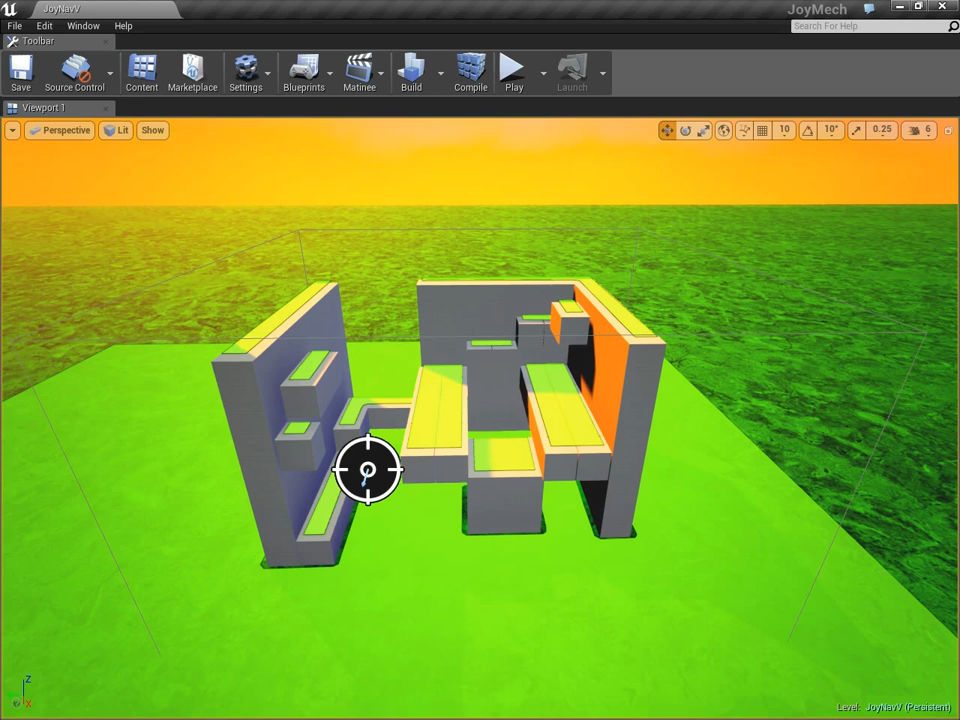 JoyNavV
JoyMech
File Edit Window Help
Search For Help
Toolbar
Save Source Control Content Marketplace Settings Blueprints Matinee Build Compile Play Launch
Viewport 1
Perspective Lit Show 10 10° 0.25 6
Z
X
Level: JoyNavV (Persistent)